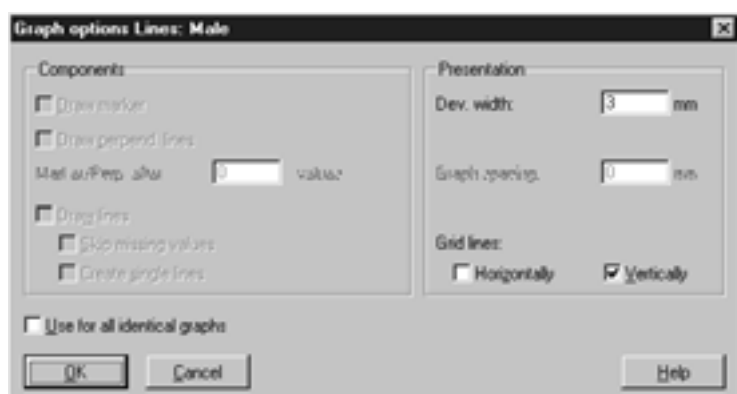 Graph options Lines: Male
Components
Draw marker
Draw perpend. lines
Marker/Perp. after 0 values
Draw lines
Skip missing values
Create single lines
Presentation
Dev. width: 3 mm
Graph spacing: 0 mm
Grid lines:
Horizontally Vertically
Use for all identical graphs
OK Cancel Help